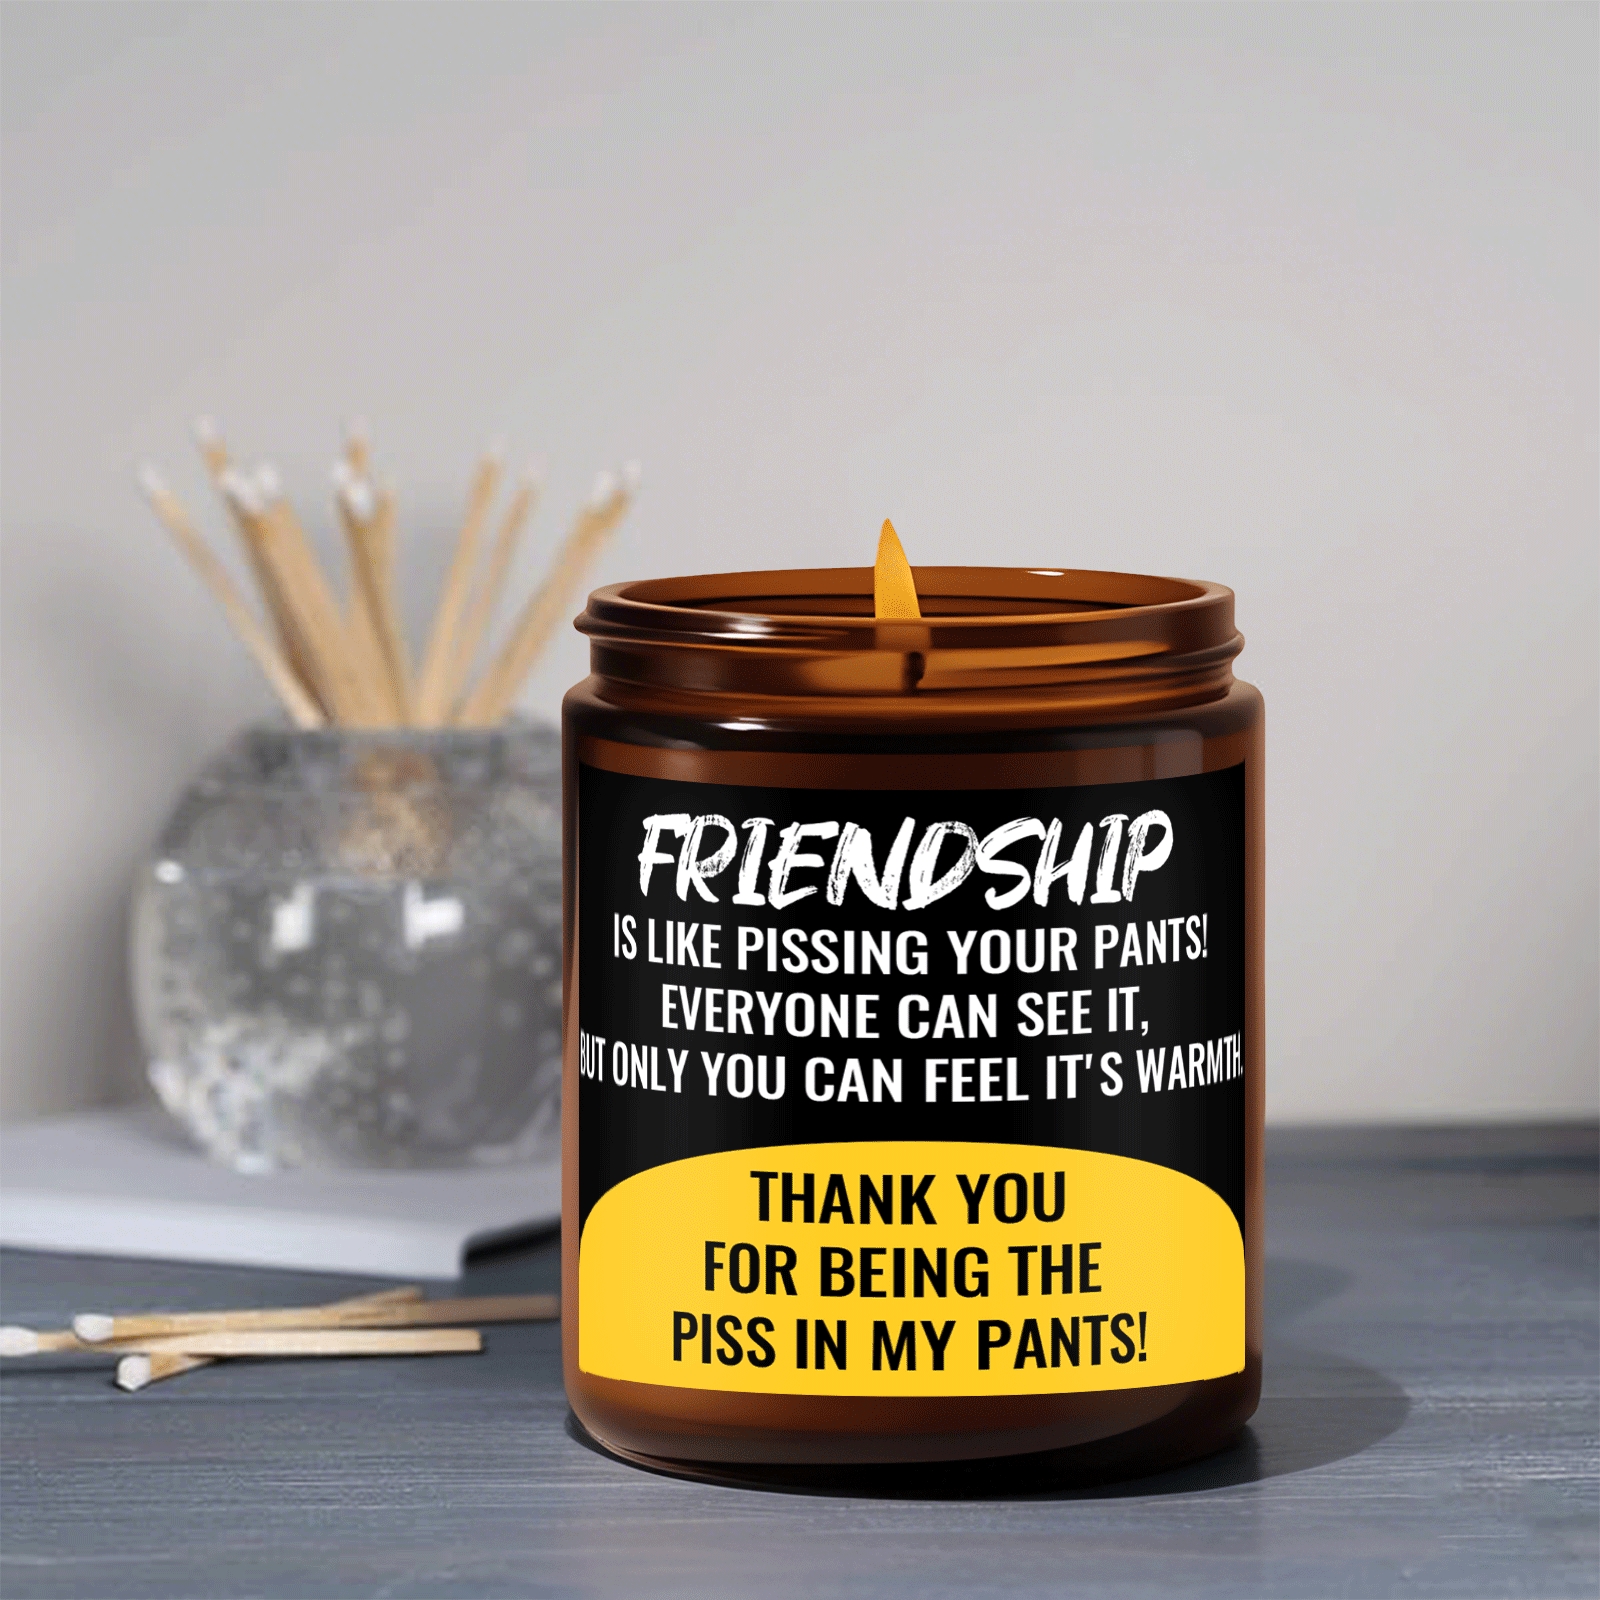 FRIENDSHIP
IS LIKE PISSING YOUR PANTS!
EVERYONE CAN SEE IT,
BUT ONLY YOU CAN FEEL IT'S WARMTH.
THANK YOU
FOR BEING THE
PISS IN MY PANTS!